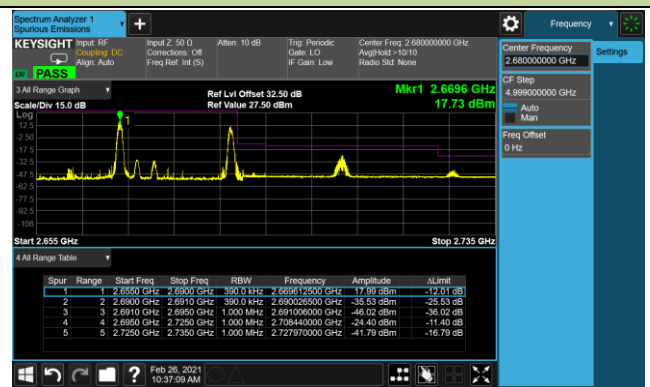 Spectrum Analyzer 1
Spurious Emissions
Frequency
KEYSIGHT
Input: RF
Coupling: DC
Align: Auto
Input Z: 50 Ω
Corrections: Off
Freq Ref: Int (S)
Atten: 10 dB
Trig: Periodic
Gate: LO
IF Gain: Low
Center Freq: 2.680000000 GHz
Avg|Hold:>10/10
Radio Std: None
PASS
Center Frequency
2.680000000 GHz
Settings
CF Step
4.999000000 GHz
Auto
Man
Freq Offset
0 Hz
3 All Range Graph
Scale/Div 15.0 dB
Ref Lvl Offset 32.50 dB
Ref Value 27.50 dBm
Mkr1 2.6696 GHz
17.73 dBm
Log
1
12.5
-2.50
-17.5
-32.5
-47.5
-62.5
-77.5
-92.5
-108
Start 2.655 GHz
Stop 2.735 GHz
4 All Range Table
Spur Range Start Freq Stop Freq RBW Frequency Amplitude ΔLimit
1 1 2.6550 GHz 2.6900 GHz 390.0 kHz 2.669612500 GHz 17.99 dBm -12.01 dB
2 2 2.6900 GHz 2.6910 GHz 390.0 kHz 2.690026500 GHz -35.53 dBm -25.53 dB
3 3 2.6910 GHz 2.6950 GHz 1.000 MHz 2.691006000 GHz -46.02 dBm -36.02 dB
4 4 2.6950 GHz 2.7250 GHz 1.000 MHz 2.708440000 GHz -24.40 dBm -11.40 dB
5 5 2.7250 GHz 2.7350 GHz 1.000 MHz 2.727970000 GHz -41.79 dBm -16.79 dB
?
Feb 26, 2021
10:37:09 AM